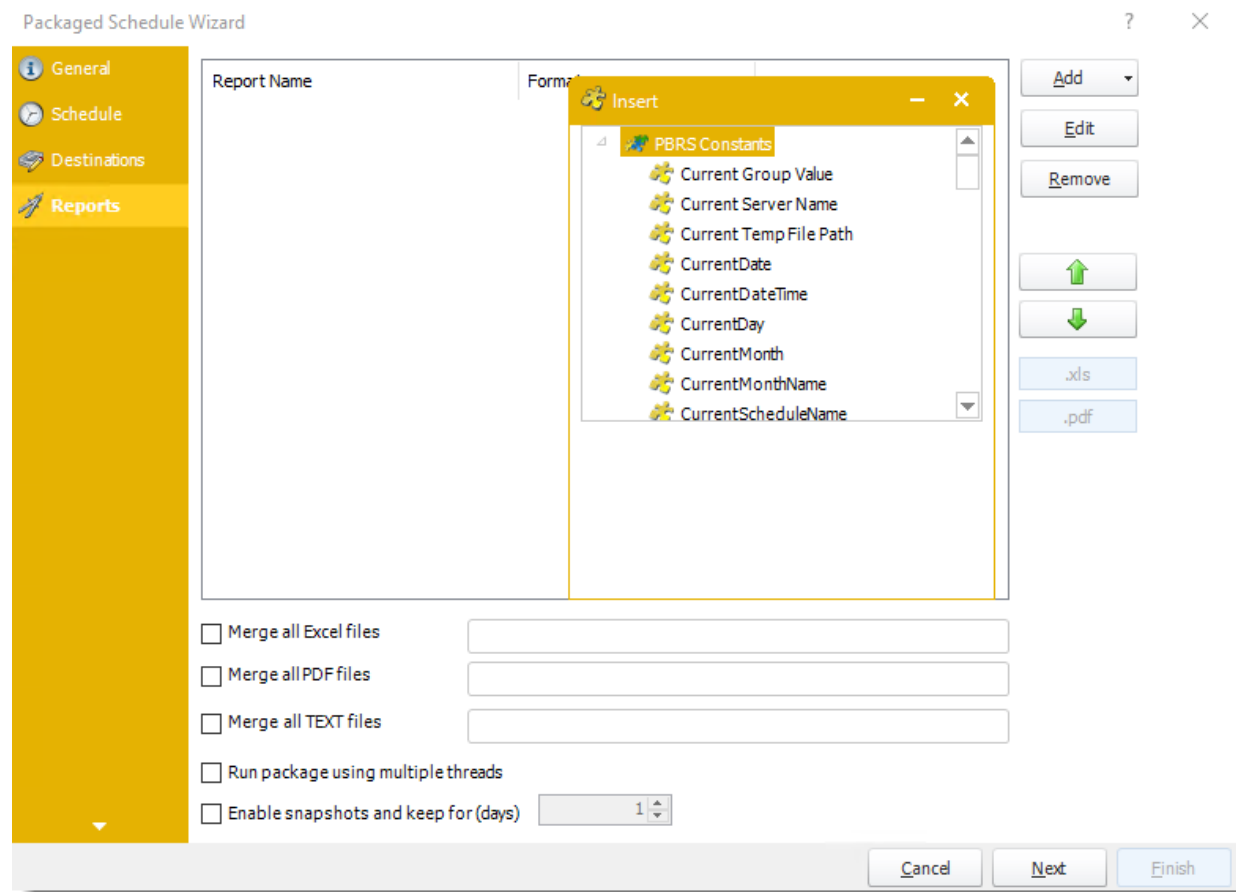 Packaged Schedule Wizard
?
General
Schedule
Destinations
Reports
Report Name
Format
Insert
PBRS Constants
Current Group Value
Current Server Name
Current Temp File Path
CurrentDate
CurrentDateTime
CurrentDay
CurrentMonth
CurrentMonthName
CurrentScheduleName
Add
Edit
Remove
.xls
.pdf
Merge all Excel files
Merge all PDF files
Merge all TEXT files
Run package using multiple threads
Enable snapshots and keep for (days) 1
Cancel Next Finish